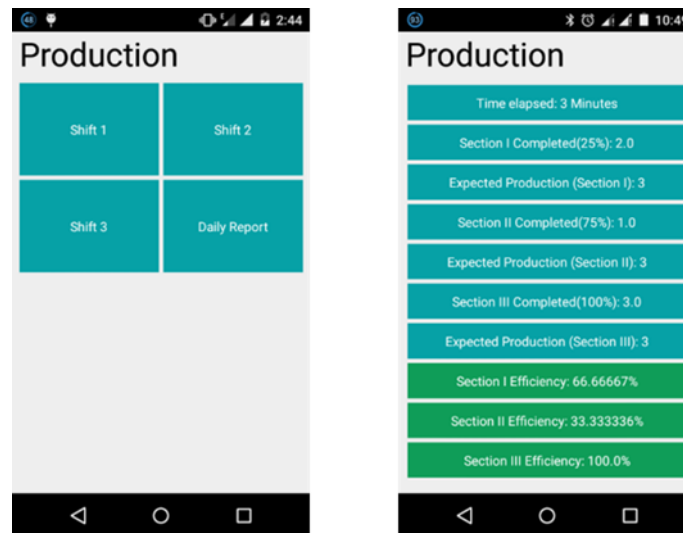 48
2:44
Production
Shift 1
Shift 2
Shift 3
Daily Report
93
10:49
Production
Time elapsed: 3 Minutes
Section I Completed(25%): 2.0
Expected Production (Section I): 3
Section II Completed(75%): 1.0
Expected Production (Section II): 3
Section III Completed(100%): 3.0
Expected Production (Section III): 3
Section I Efficiency: 66.66667%
Section II Efficiency: 33.333336%
Section III Efficiency: 100.0%